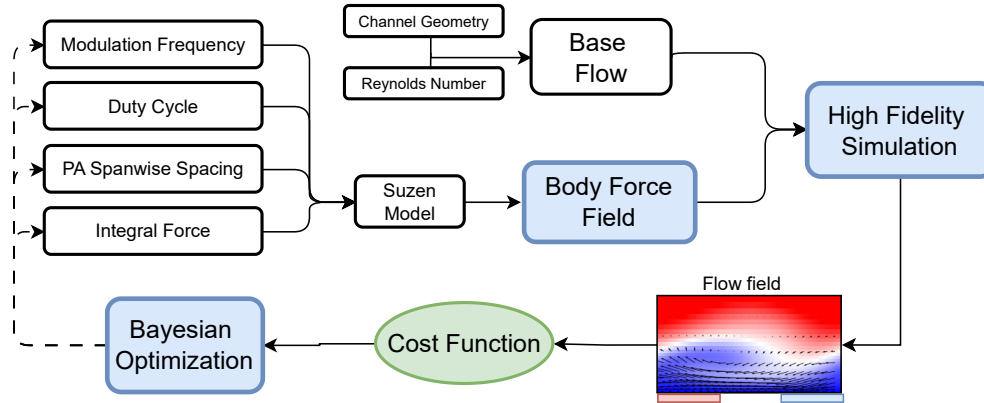 Modulation Frequency
Duty Cycle
PA Spanwise Spacing
Integral Force
Channel Geometry
Reynolds Number
Base
Flow
Suzen
Model
Body Force
Field
High Fidelity
Simulation
Flow field
Cost Function
Bayesian
Optimization